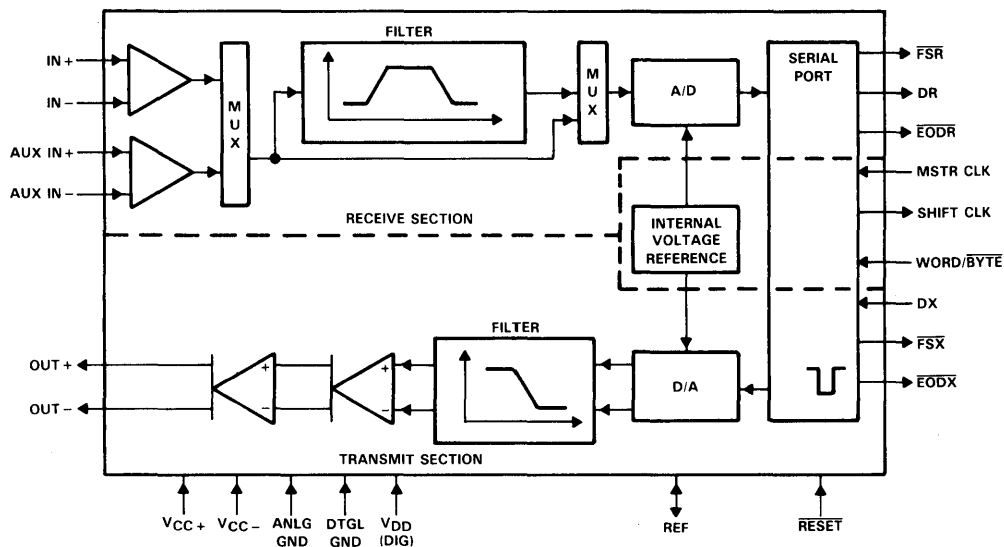 FILTER
IN+
IN−
AUX IN+
AUX IN−
MUX
MUX
A/D
SERIAL
PORT
FSR
DR
EODR
MSTR CLK
SHIFT CLK
WORD/BYTE
RECEIVE SECTION
INTERNAL
VOLTAGE
REFERENCE
DX
FSX
EODX
FILTER
OUT+
OUT−
+
−
+
−
D/A
TRANSMIT SECTION
VCC+
VCC−
ANLG
GND
DTGL
GND
VDD
(DIG)
REF
RESET